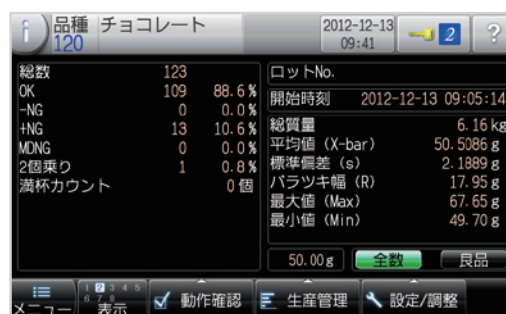 i 品種 チョコレート 2012-12-13 2 ?
120 09:41
総数 123
OK 109 88.6%
-NG 0 0.0%
+NG 13 10.6%
MDNG 0 0.0%
2個乗り 1 0.8%
満杯カウント 0個
ロットNo.
開始時刻 2012-12-13 09:05:14
総質量 6.16kg
平均値 (X-bar) 50.5086g
標準偏差 (s) 2.1889g
バラツキ幅 (R) 17.95g
最大値 (Max) 67.65g
最小値 (Min) 49.70g
50.00g 全数 良品
メニュー 1 2 3 4 5 6 7 8 表示 動作確認 生産管理 設定/調整